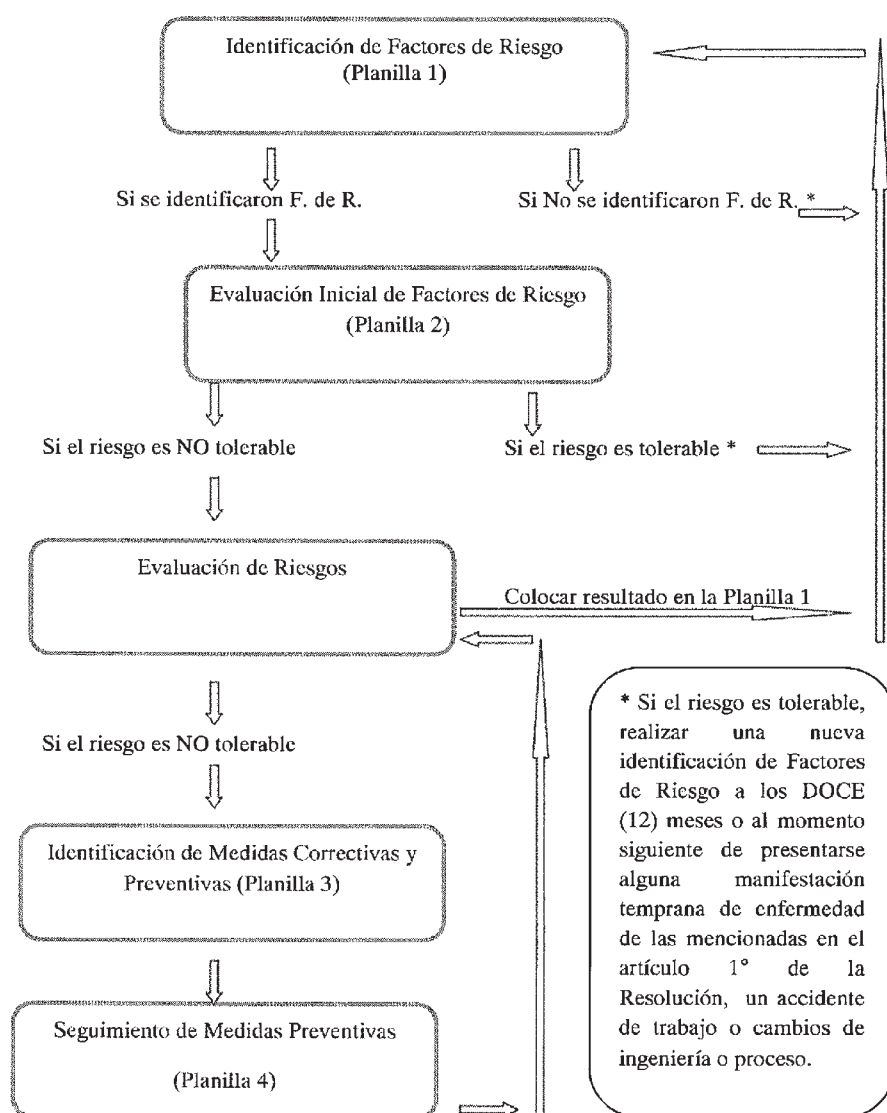 Identificación de Factores de Riesgo
(Planilla 1)
Si se identificaron F. de R.
Si No se identificaron F. de R. *
Evaluación Inicial de Factores de Riesgo
(Planilla 2)
Si el riesgo es NO tolerable
Si el riesgo es tolerable *
Evaluación de Riesgos
Colocar resultado en la Planilla 1
Si el riesgo es NO tolerable
Identificación de Medidas Correctivas y
Preventivas (Planilla 3)
Seguimiento de Medidas Preventivas
(Planilla 4)
* Si el riesgo es tolerable,
realizar una nueva
identificación de Factores
de Riesgo a los DOCE
(12) meses o al momento
siguiente de presentarse
alguna manifestación
temprana de enfermedad
de las mencionadas en el
artículo 1° de la
Resolución, un accidente
de trabajo o cambios de
ingeniería o proceso.